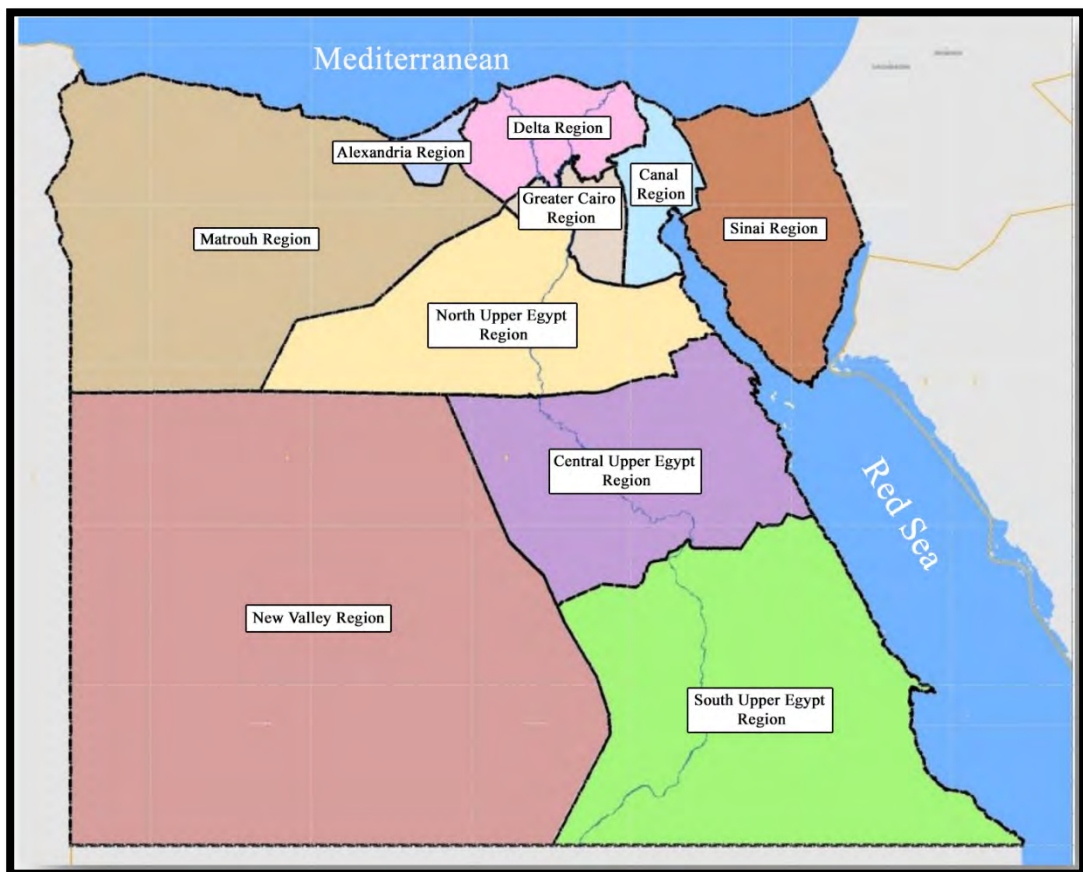 Mediterranean
Delta Region
Alexandria Region
Canal
Region
Greater Cairo
Region
Matrouh Region
Sinai Region
North Upper Egypt
Region
Central Upper Egypt
Region
Red Sea
New Valley Region
South Upper Egypt
Region